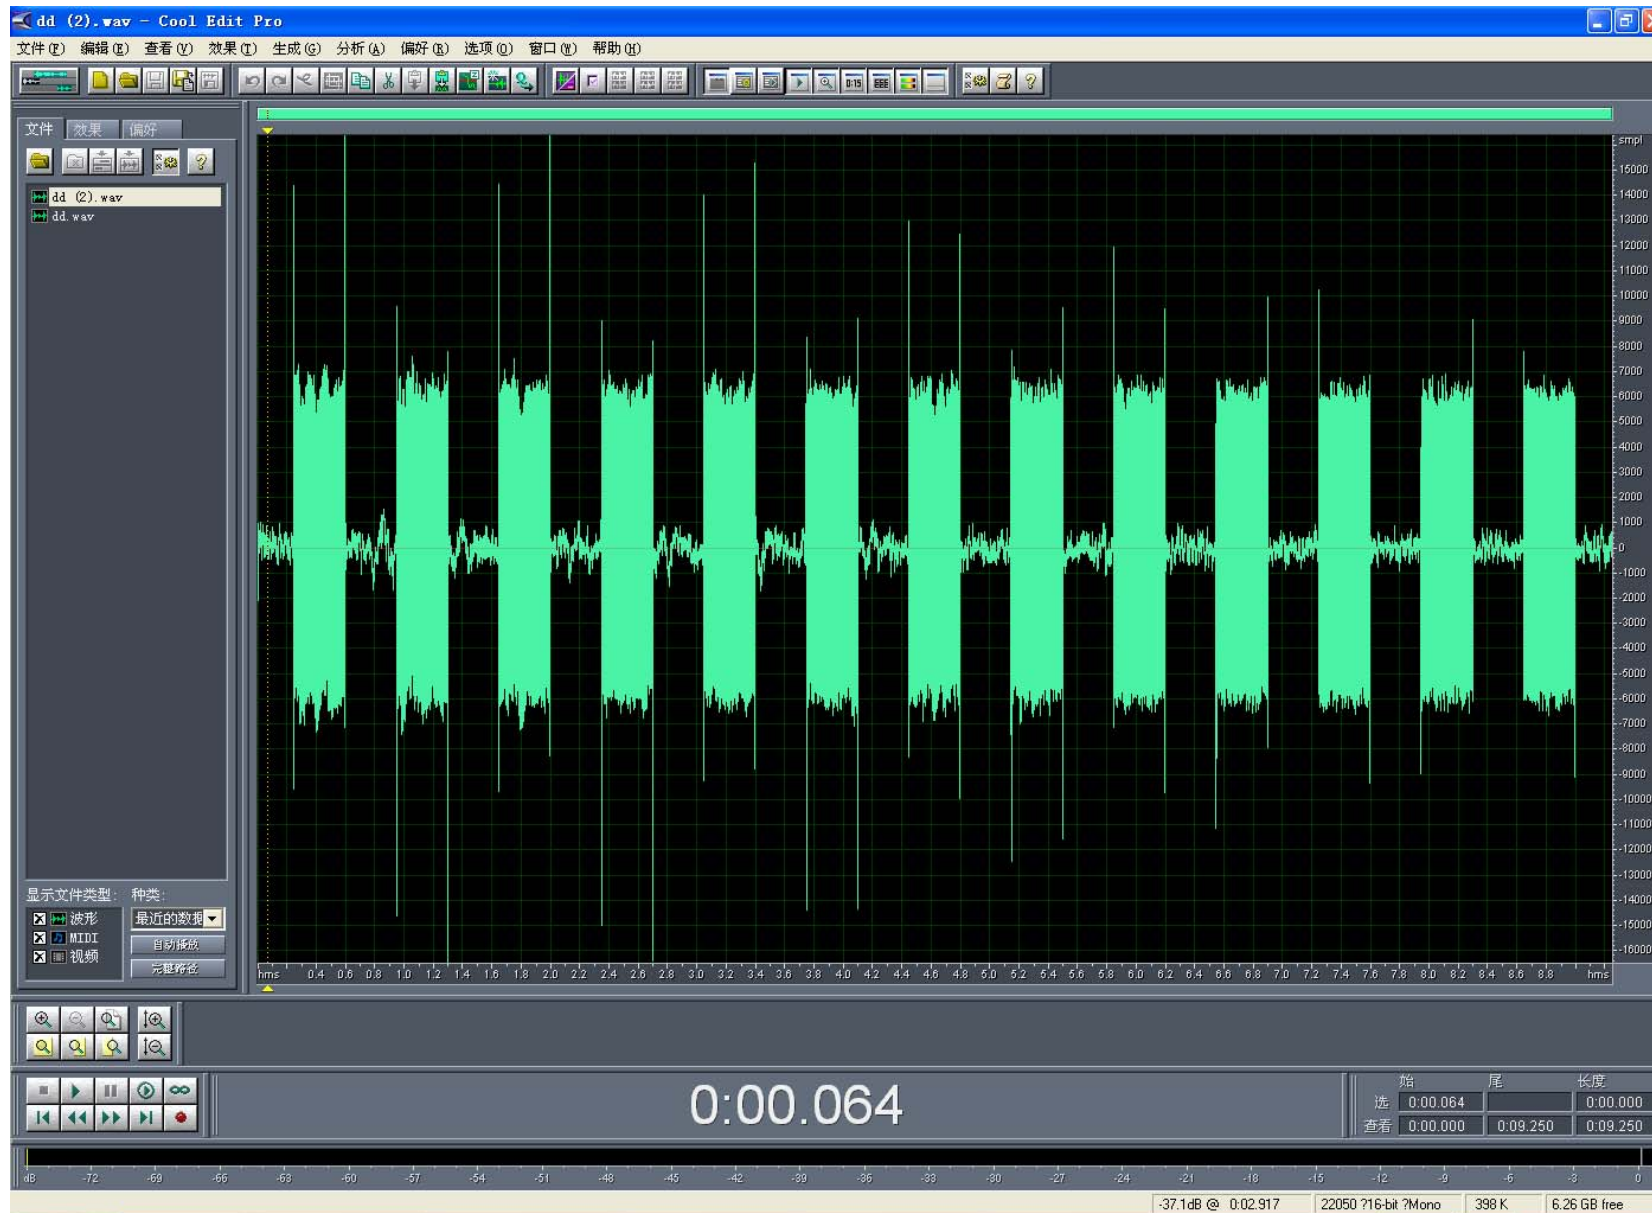 dd (2).wav - Cool Edit Pro
文件(F) 编辑(E) 查看(V) 效果(T) 生成(G) 分析(A) 偏好(R) 选项(O) 窗口(W) 帮助(H)
文件 效果 偏好
dd (2).wav
dd.wav
显示文件类型: 种类:
波形 最近的数据
MIDI 自动播放
视频 完整路径
smpl
15000
14000
13000
12000
11000
10000
9000
8000
7000
6000
5000
4000
3000
2000
1000
0
-1000
-2000
-3000
-4000
-5000
-6000
-7000
-8000
-9000
-10000
-11000
-12000
-13000
-14000
-15000
-16000
hms 0.4 0.6 0.8 1.0 1.2 1.4 1.6 1.8 2.0 2.2 2.4 2.6 2.8 3.0 3.2 3.4 3.6 3.8 4.0 4.2 4.4 4.6 4.8 5.0 5.2 5.4 5.6 5.8 6.0 6.2 6.4 6.6 6.8 7.0 7.2 7.4 7.6 7.8 8.0 8.2 8.4 8.6 8.8 hms
0:00.064
始 尾 长度
选 0:00.064 0:00.000
查看 0:00.000 0:09.250 0:09.250
dB -72 -69 -66 -63 -60 -57 -54 -51 -48 -45 -42 -39 -36 -33 -30 -27 -24 -21 -18 -15 -12 -9 -6 -3 0
-37.1dB @ 0:02.917 22050 ?16-bit ?Mono 398 K 6.26 GB free